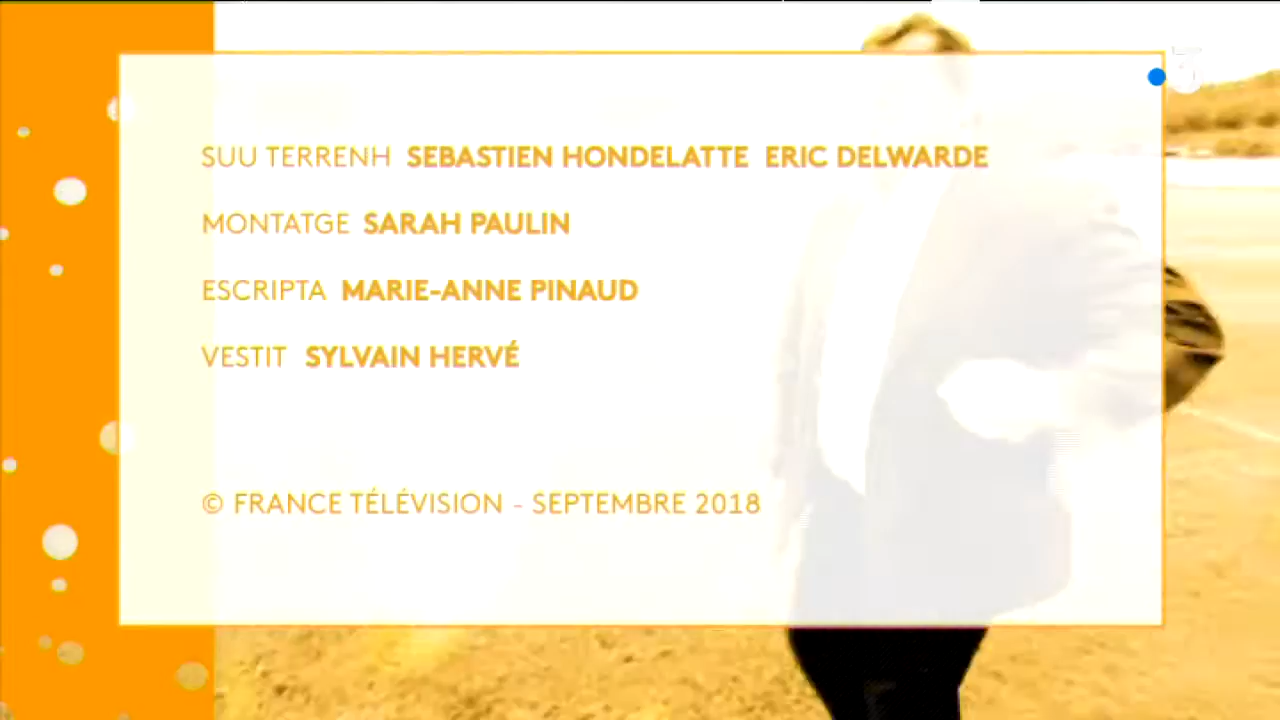 SUU TERRENH SEBASTIEN HONDELATTE ERIC DELWARDE
MONTATGE SARAH PAULIN
ESCRIPTA MARIE-ANNE PINAUD
VESTIT SYLVAIN HERVÉ
© FRANCE TÉLÉVISION - SEPTEMBRE 2018